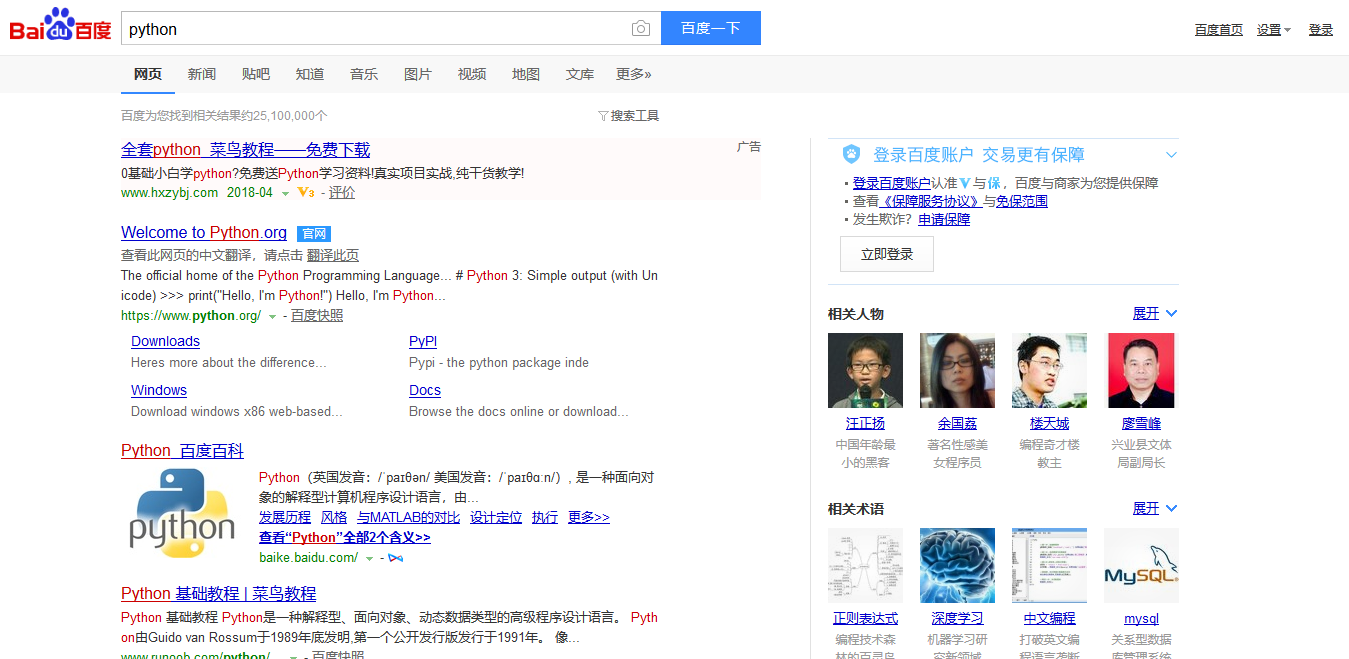 Bai du 百度
python
百度一下
百度首页 设置 登录
网页 新闻 贴吧 知道 音乐 图片 视频 地图 文库 更多»
百度为您找到相关结果约25,100,000个
搜索工具
全套python 菜鸟教程——免费下载
广告
0基础小白学python?免费送Python学习资料!真实项目实战,纯干货教学!
www.hxzybj.com 2018-04 V3 - 评价
Welcome to Python.org 官网
查看此网页的中文翻译，请点击 翻译此页
The official home of the Python Programming Language... # Python 3: Simple output (with Un
icode) >>> print("Hello, I'm Python!") Hello, I'm Python...
https://www.python.org/ - 百度快照
Downloads PyPI
Heres more about the difference... Pypi - the python package inde
Windows Docs
Download windows x86 web-based... Browse the docs online or download...
Python_百度百科
python
Python（英国发音：/ˈpaɪθən/ 美国发音：/ˈpaɪθɑːn/）, 是一种面向对
象的解释型计算机程序设计语言，由...
发展历程 风格 与MATLAB的对比 设计定位 执行 更多>>
查看“Python”全部2个含义>>
baike.baidu.com/ -
Python 基础教程 | 菜鸟教程
Python 基础教程 Python是一种解释型、面向对象、动态数据类型的高级程序设计语言。 Pyth
on由Guido van Rossum于1989年底发明,第一个公开发行版发行于1991年。 像...
www.runoob.com/python/... - 百度快照
登录百度账户 交易更有保障
登录百度账户认准V与保，百度与商家为您提供保障
查看《保障服务协议》与免保范围
发生欺诈？申请保障
立即登录
相关人物 展开
汪正扬 余国荔 楼天城 廖雪峰
中国年龄最 著名性感美 编程奇才楼 兴业县文体
小的黑客 女程序员 教主 局副局长
相关术语 展开
MySQL
正则表达式 深度学习 中文编程 mysql
编程技术森 机器学习研 打破英文编 关系型数据
林的百灵鸟 究新领域 程语言垄断 库管理系统